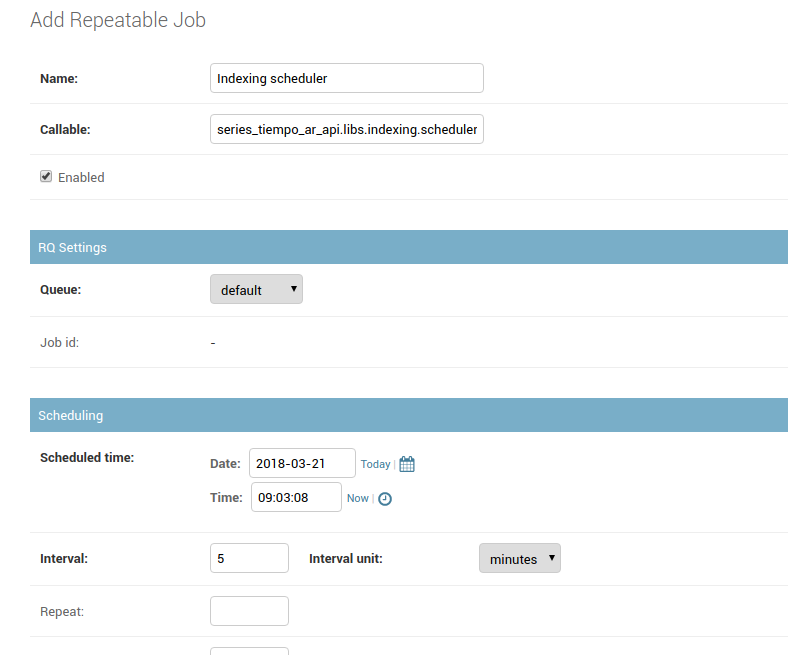 Add Repeatable Job
Name: Indexing scheduler
Callable: series_tiempo_ar_api.libs.indexing.scheduler
Enabled
RQ Settings
Queue: default
Job id: -
Scheduling
Scheduled time:
Date: 2018-03-21 Today |
Time: 09:03:08 Now |
Interval: 5 Interval unit: minutes
Repeat: